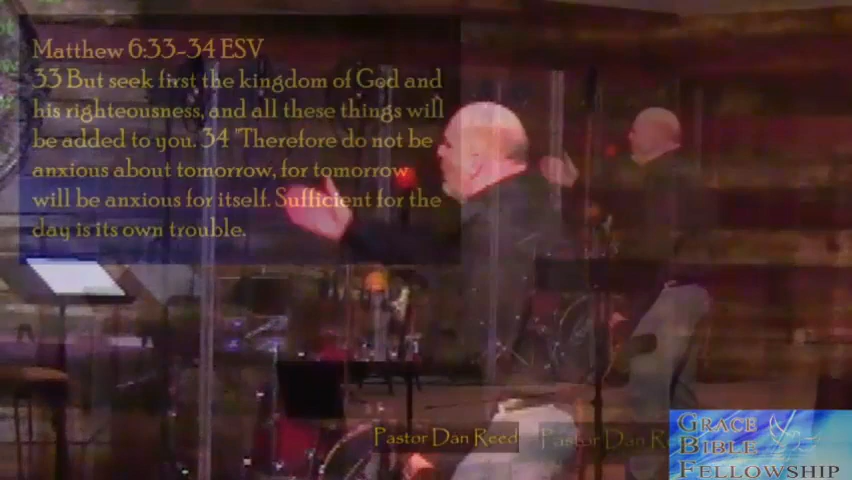 Matthew 6:33-34 ESV
33 But seek first the kingdom of God and
his righteousness, and all these things will
be added to you. 34 "Therefore do not be
anxious about tomorrow, for tomorrow
will be anxious for itself. Sufficient for the
day is its own trouble.
Pastor Dan Reed
Pastor Dan
GRACE
BIBLE
FELLOWSHIP